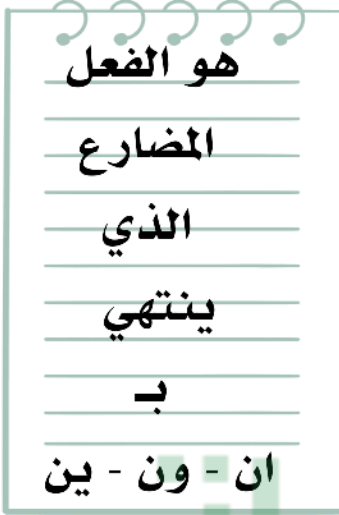 هو الفعل
المضارع
الذي
ينتهي
بـ
ان - ون - ين